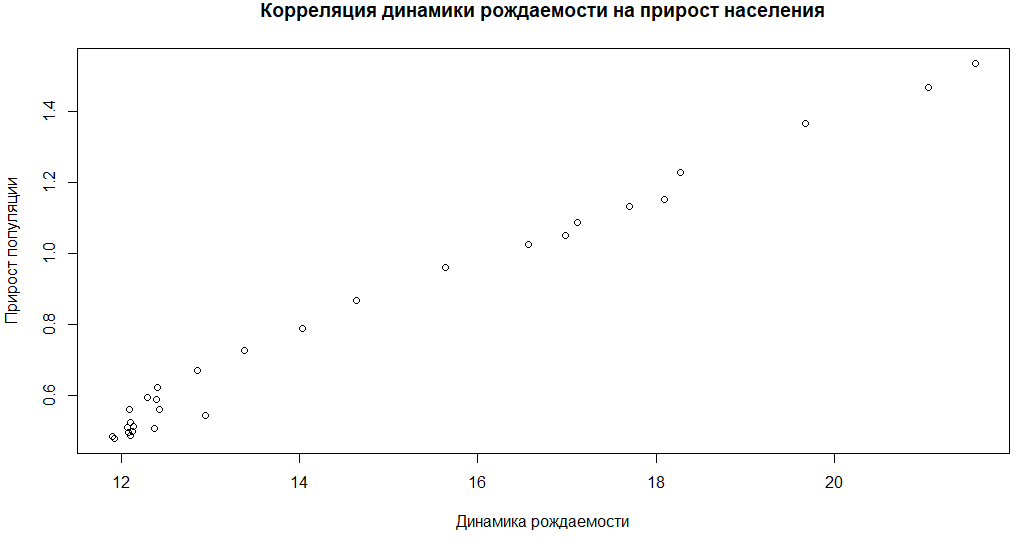 Корреляция динамики рождаемости на прирост населения
Прирост популяции
1.4
1.2
1.0
0.8
0.6
12 14 16 18 20
Динамика рождаемости